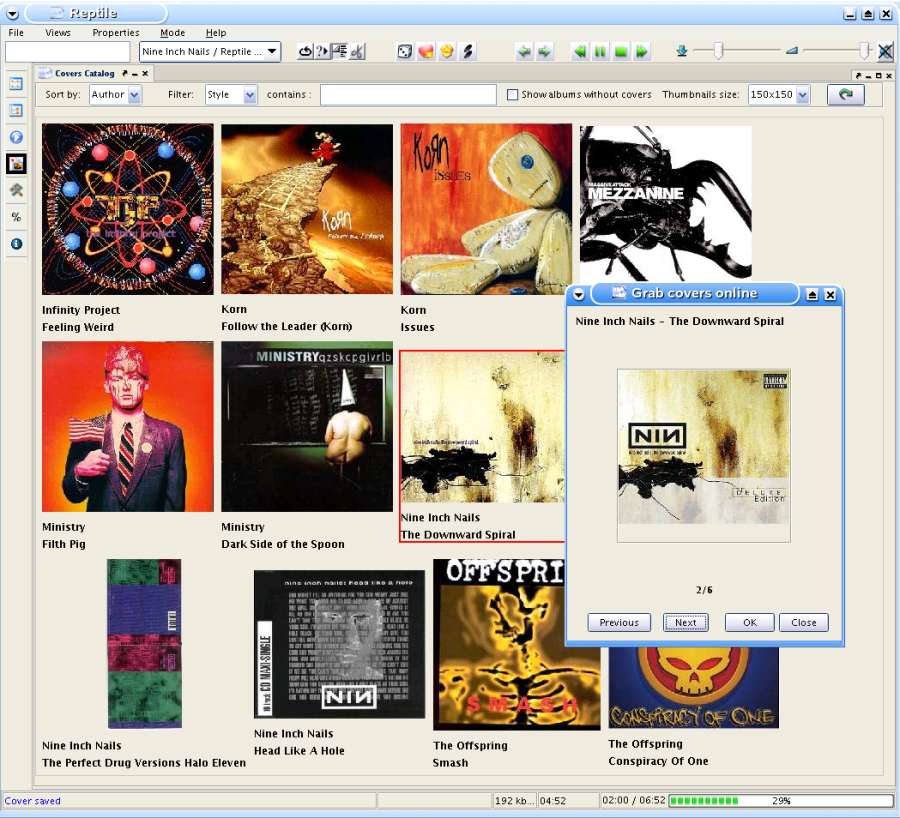 Reptile
File Views Properties Mode Help
Nine Inch Nails / Reptile ...
Covers Catalog
Sort by: Author Filter: Style contains : Show albums without covers Thumbnails size: 150x150
the infinity project
Korn
Korn
ISSUES
MASSIVE ATTACK
MEZZANINE
Infinity Project
Feeling Weird
Korn
Follow the Leader (Korn)
Korn
Issues
Grab covers online
Nine Inch Nails - The Downward Spiral
MINISTRY
NIN
DELUXE
Edition
2/6
Previous Next OK Close
Ministry
Filth Pig
Ministry
Dark Side of the Spoon
Nine Inch Nails
The Downward Spiral
nine inch nails: head like a hole
CD MAXI-SINGLE
NIN
OFFSPRI
SMASH
CONSPIRACY OF ONE
Nine Inch Nails
The Perfect Drug Versions Halo Eleven
Nine Inch Nails
Head Like A Hole
The Offspring
Smash
The Offspring
Conspiracy Of One
Cover saved 192 kb... 04:52 02:00 / 06:52 29%